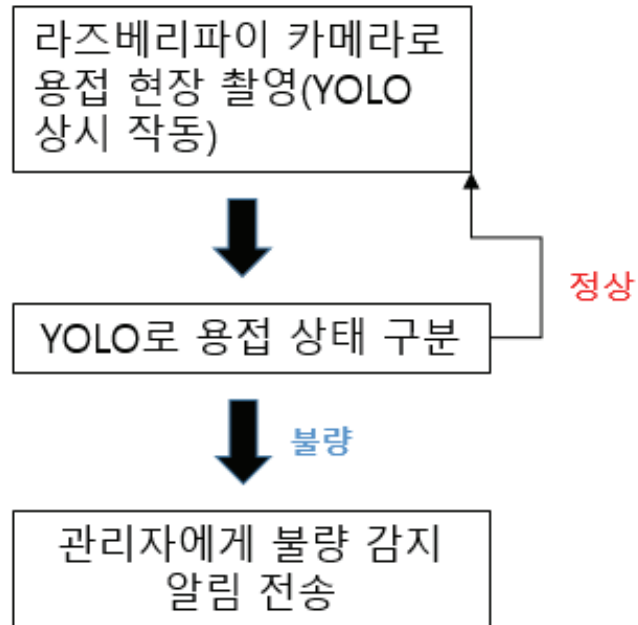 라즈베리파이 카메라로
용접 현장 촬영(YOLO
상시 작동)
정상
YOLO로 용접 상태 구분
불량
관리자에게 불량 감지
알림 전송